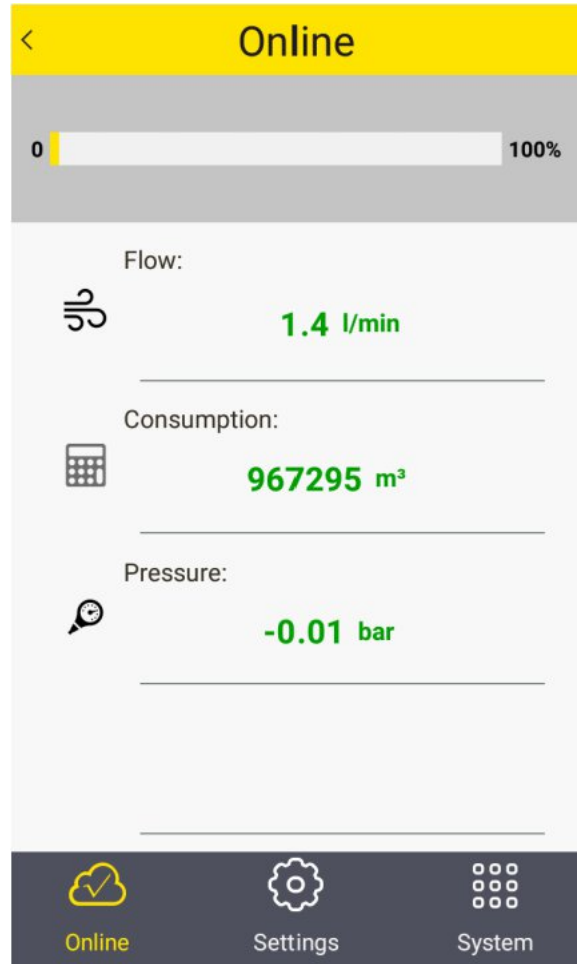 Online
0 100%
Flow:
1.4 l/min
Consumption:
967295 m³
Pressure:
-0.01 bar
Online Settings System